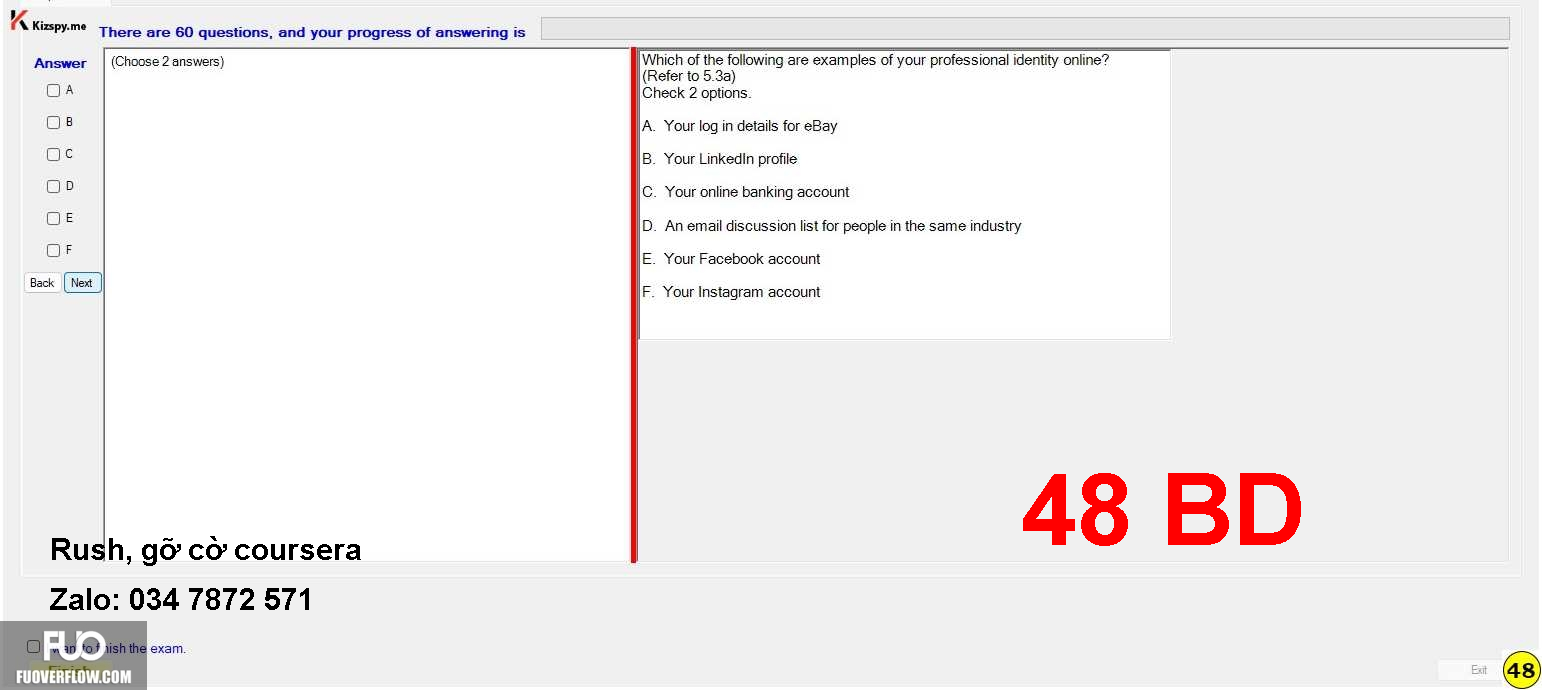 Kizspy.me
There are 60 questions, and your progress of answering is
Answer
(Choose 2 answers)
A
B
C
D
E
F
Back Next
Which of the following are examples of your professional identity online?
(Refer to 5.3a)
Check 2 options.
A. Your log in details for eBay
B. Your LinkedIn profile
C. Your online banking account
D. An email discussion list for people in the same industry
E. Your Facebook account
F. Your Instagram account
48 BD
Rush, gỡ cờ coursera
Zalo: 034 7872 571
FUO
want to finish the exam.
Finish
FUOVERFLOW.COM
Exit
48